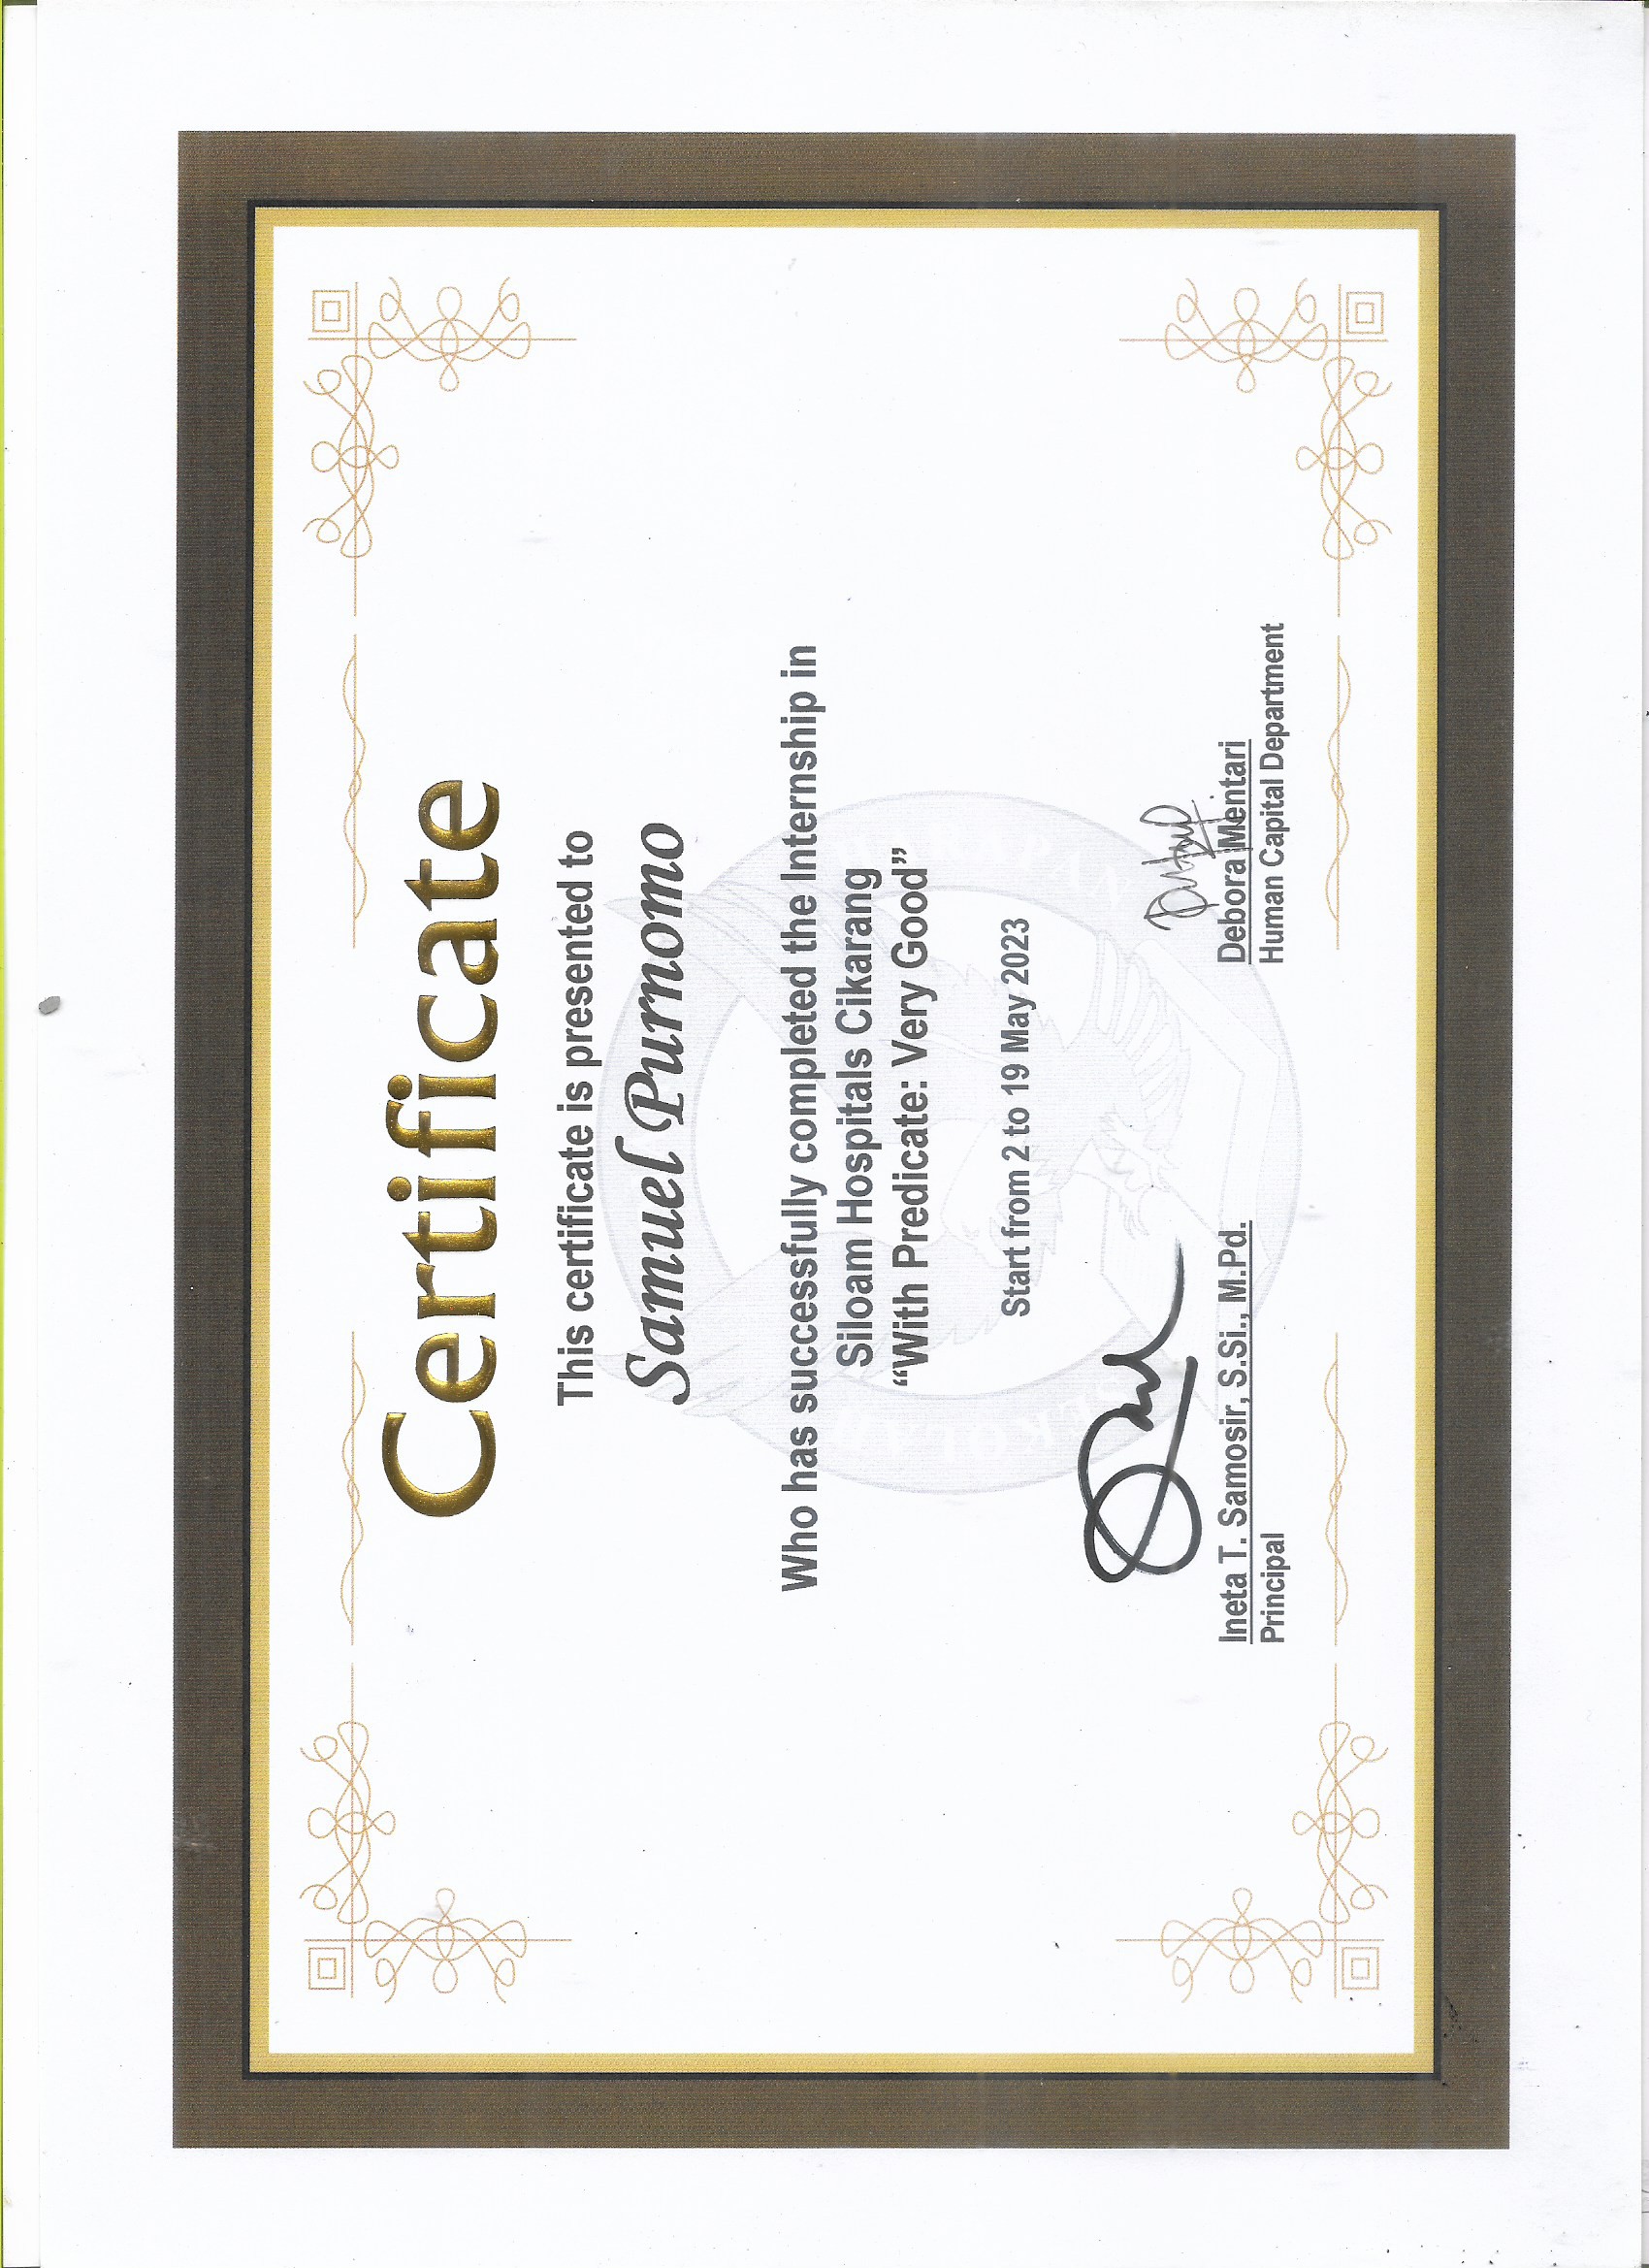 Certificate
This certificate is presented to
Samuel Purnomo
Who has successfully completed the Internship in
Siloam Hospitals Cikarang
“With Predicate: Very Good”
Start from 2 to 19 May 2023
Ineta T. Samosir, S.Si., M.Pd.
Principal
Debora Mentari
Human Capital Department